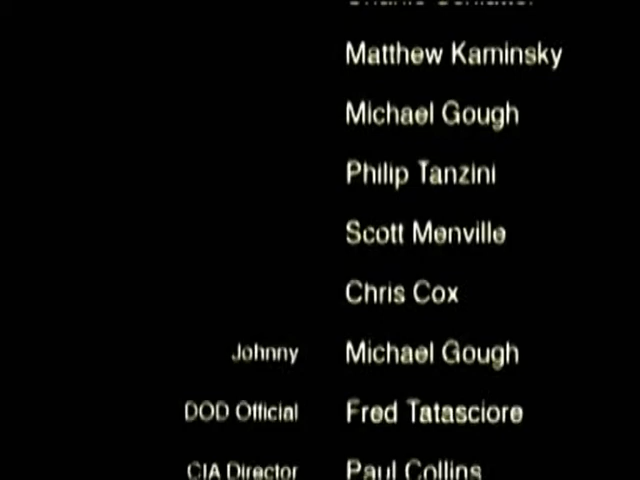 Matthew Kaminsky
Michael Gough
Philip Tanzini
Scott Menville
Chris Cox
Johnny Michael Gough
DOD Official Fred Tatasciore
CIA Director Paul Collins